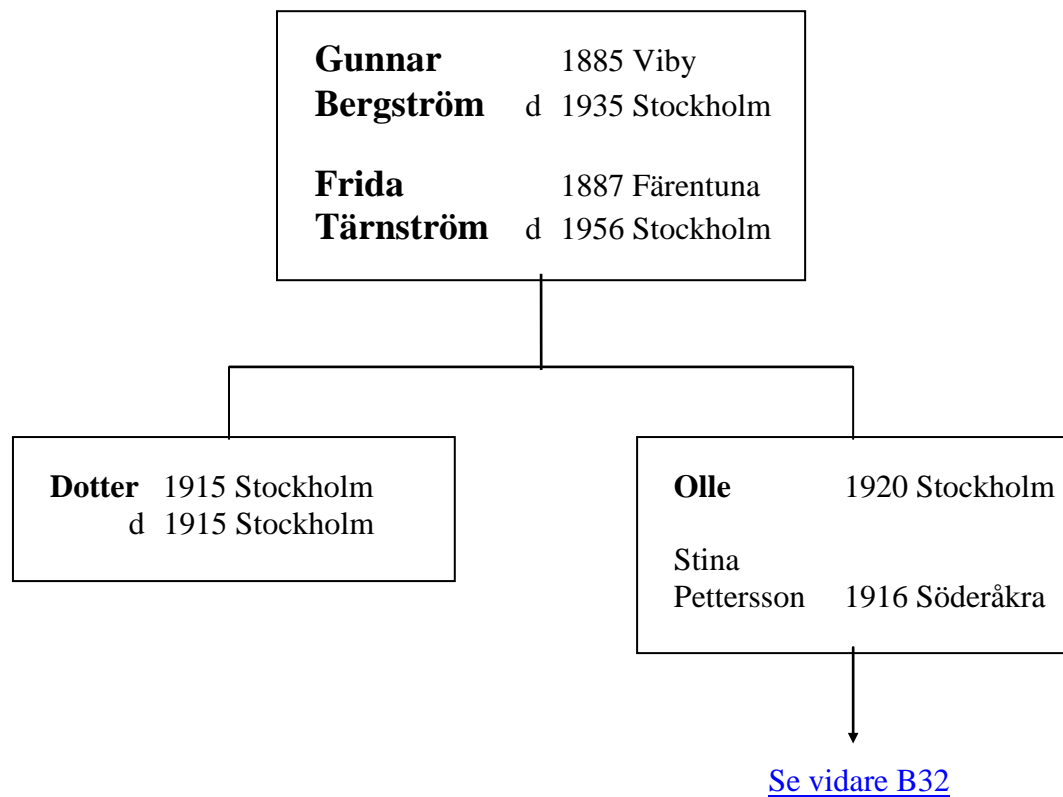 Gunnar 1885 Viby
Bergström d 1935 Stockholm
Frida 1887 Färentuna
Tärnström d 1956 Stockholm
Dotter 1915 Stockholm
d 1915 Stockholm
Olle 1920 Stockholm
Stina
Pettersson 1916 Söderåkra
Se vidare B32